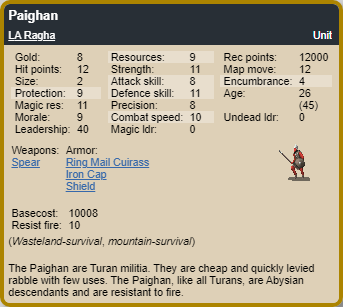 Paighan
LA Ragha Unit
Gold: 8 Resources: 9 Rec points: 12000
Hit points: 12 Strength: 11 Map move: 12
Size: 2 Attack skill: 8 Encumbrance: 4
Protection: 9 Defence skill: 11 Age: 26
Magic res: 11 Precision: 8 (45)
Morale: 9 Combat speed: 10 Undead ldr: 0
Leadership: 40 Magic ldr: 0
Weapons: Armor:
Spear Ring Mail Cuirass
Iron Cap
Shield
Basecost: 10008
Resist fire: 10
(Wasteland-survival, mountain-survival)
The Paighan are Turan militia. They are cheap and quickly levied
rabble with few uses. The Paighan, like all Turans, are Abysian
descendants and are resistant to fire.